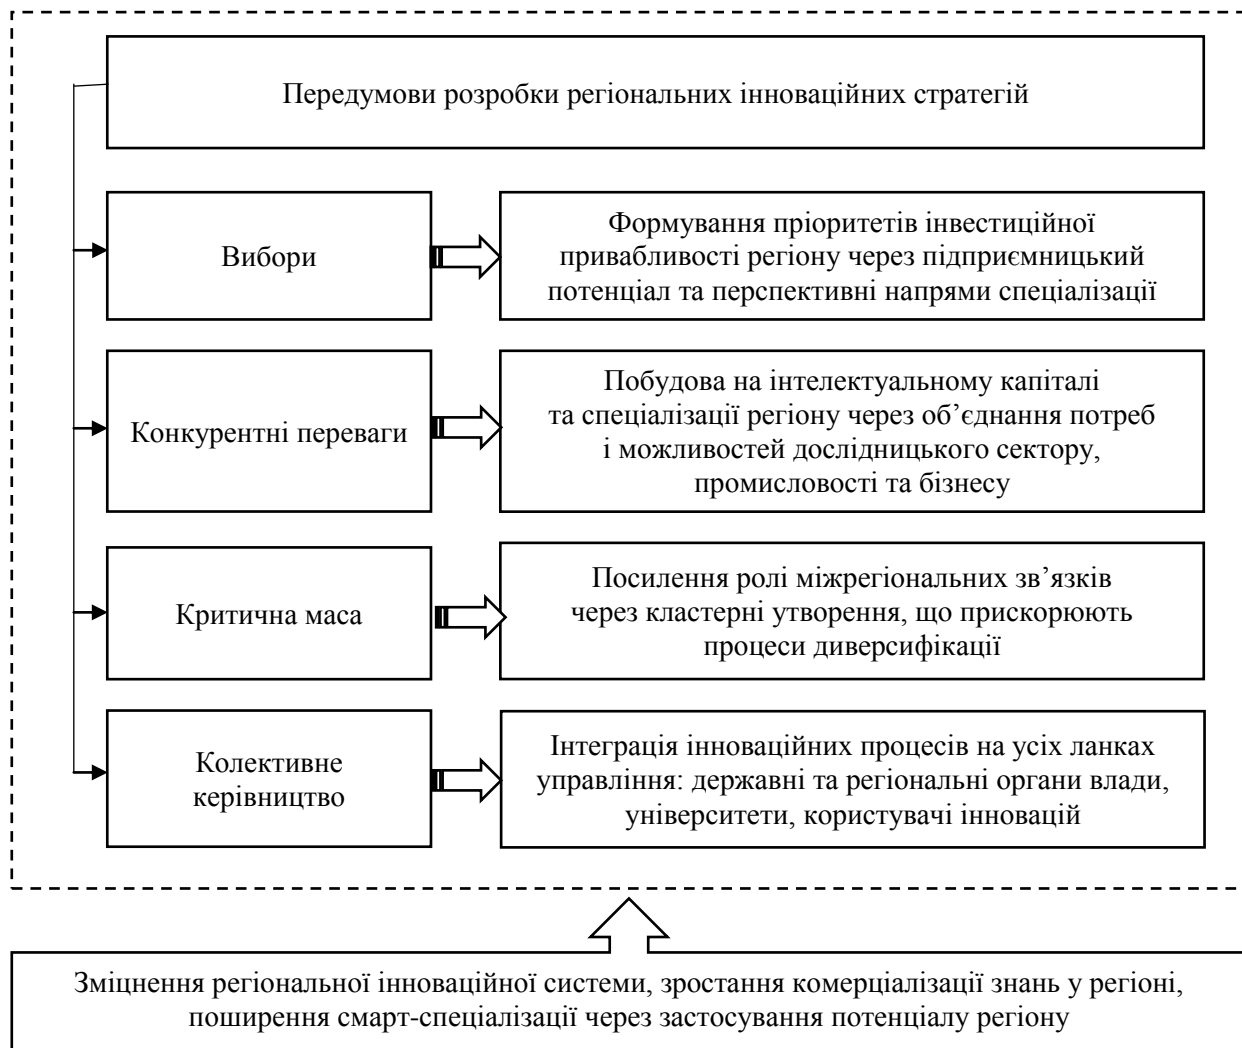 Передумови розробки регіональних інноваційних стратегій
Вибори
Формування пріоритетів інвестиційної
привабливості регіону через підприємницький
потенціал та перспективні напрями спеціалізації
Конкурентні переваги
Побудова на інтелектуальному капіталі
та спеціалізації регіону через об’єднання потреб
і можливостей дослідницького сектору,
промисловості та бізнесу
Критична маса
Посилення ролі міжрегіональних зв’язків
через кластерні утворення, що прискорюють
процеси диверсифікації
Колективне
керівництво
Інтеграція інноваційних процесів на усіх ланках
управління: державні та регіональні органи влади,
університети, користувачі інновацій
Зміцнення регіональної інноваційної системи, зростання комерціалізації знань у регіоні,
поширення смарт-спеціалізації через застосування потенціалу регіону